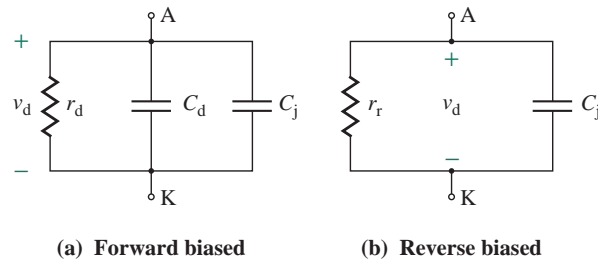 A A
+ +
v_d r_d C_d C_j r_r v_d C_j
− −
K K
(a) Forward biased (b) Reverse biased